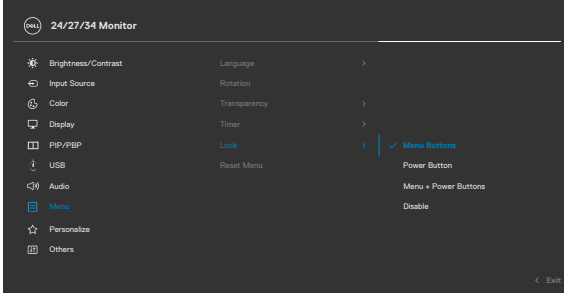 DELL 24/27/34 Monitor
Brightness/Contrast Language >
Input Source Rotation
Color Transparency >
Display Timer >
PIP/PBP Lock > ✓ Menu Buttons
USB Reset Menu Power Button
Audio Menu + Power Buttons
Menu Disable
Personalize
Others
< Exit